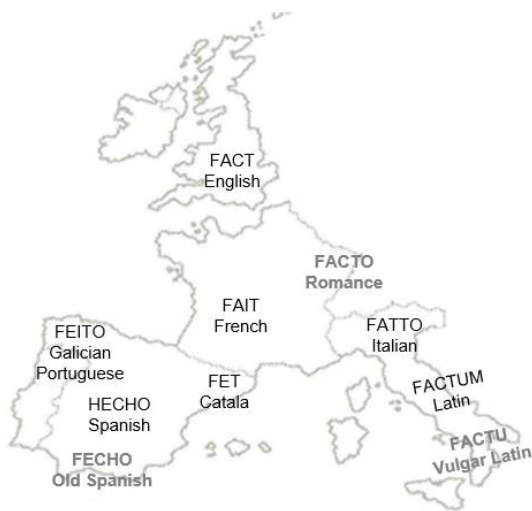 FACT
English
FACTO
Romance
FAIT
French
FATTO
Italian
FEITO
Galician
Portuguese
FET
Catala
FACTUM
Latin
HECHO
Spanish
FACTU
Vulgar Latin
FECHO
Old Spanish